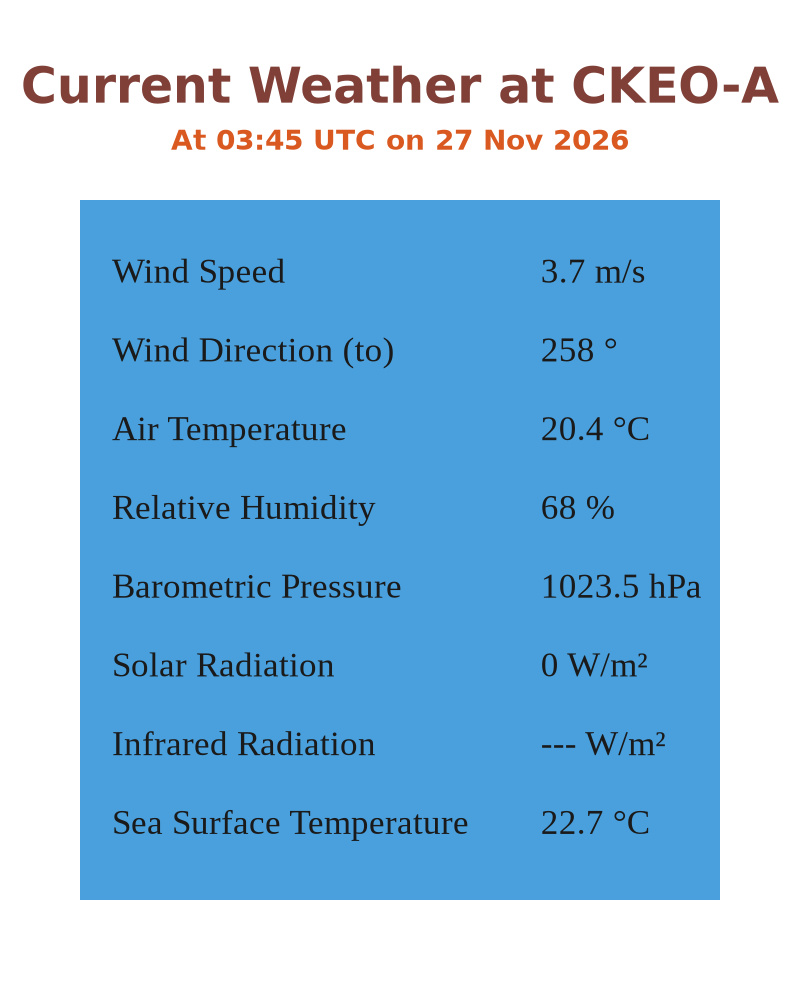 Current Weather at CKEO-A
At 03:45 UTC on 27 Nov 2026
Wind Speed 3.7 m/s
Wind Direction (to) 258 °
Air Temperature 20.4 °C
Relative Humidity 68 %
Barometric Pressure 1023.5 hPa
Solar Radiation 0 W/m²
Infrared Radiation --- W/m²
Sea Surface Temperature 22.7 °C